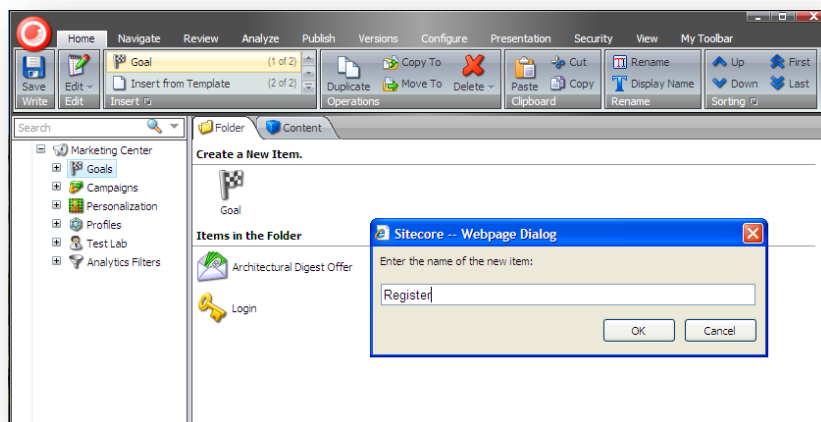 Home Navigate Review Analyze Publish Versions Configure Presentation Security View My Toolbar
Save
Write
Edit
Edit
Goal (1 of 2)
Insert from Template (2 of 2)
Insert
Duplicate
Copy To
Move To
Delete
Operations
Paste
Cut
Copy
Clipboard
Rename
Display Name
Rename
Up
First
Down
Last
Sorting
Search
Marketing Center
Goals
Campaigns
Personalization
Profiles
Test Lab
Analytics Filters
Folder Content
Create a New Item.
Goal
Items in the Folder
Architectural Digest Offer
Login
Sitecore -- Webpage Dialog
Enter the name of the new item:
Register
OK Cancel